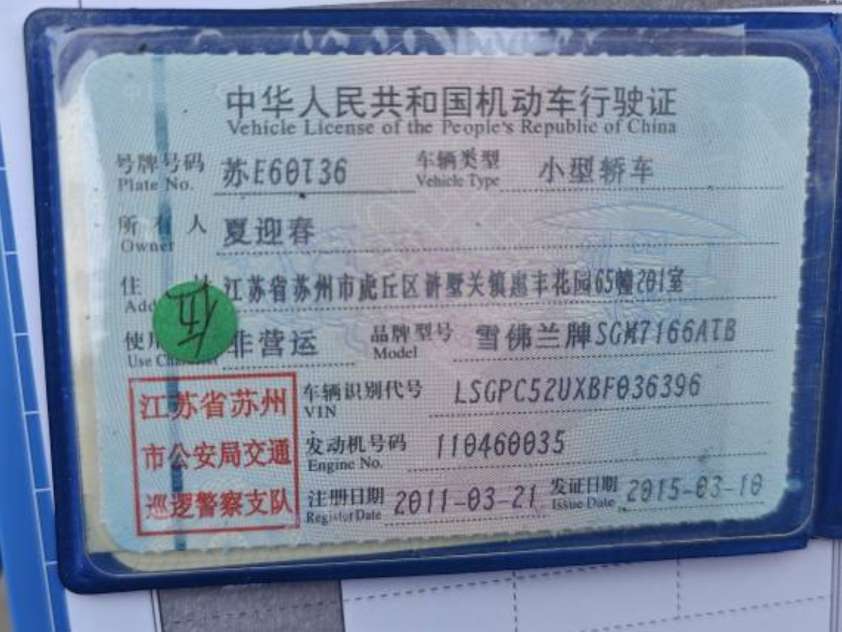 中华人民共和国机动车行驶证
Vehicle License of the People's Republic of China
号牌号码 苏E60T36 车辆类型 小型轿车
Plate No. Vehicle Type
所有人 夏迎春
Owner
住 江苏省苏州市虎丘区浒墅关镇惠丰花园65幢201室
Add
伍
使 非营运 品牌型号 雪佛兰牌SGM7166ATB
Use Model
江苏省苏州
市公安局交通
巡逻警察支队
车辆识别代号 LSGPC52UXBF036396
VIN
发动机号码 110460035
Engine No.
注册日期 2011-03-21 发证日期 2015-03-10
Register Date Issue Date